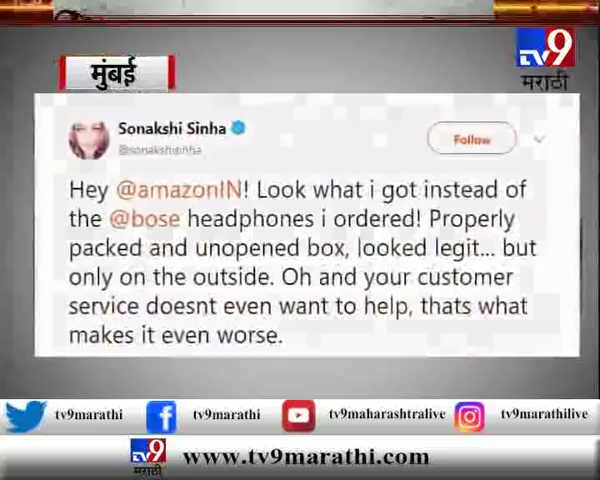 TV9
मराठी
मुंबई
Sonakshi Sinha
@sonakshisinha
Follow
Hey @amazonIN! Look what i got instead of
the @bose headphones i ordered! Properly
packed and unopened box, looked legit... but
only on the outside. Oh and your customer
service doesnt even want to help, thats what
makes it even worse.
tv9marathi
tv9marathi
tv9maharashtralive
tv9marathilive
TV9
मराठी
www.tv9marathi.com